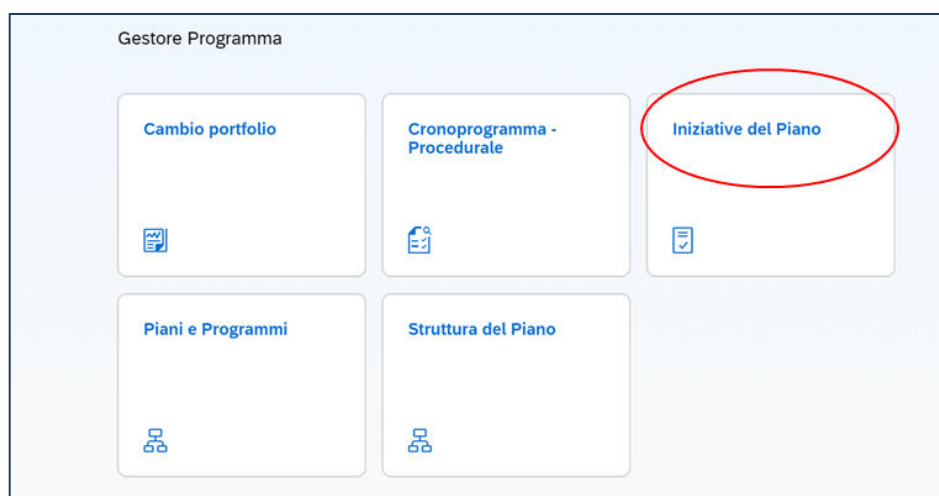 Gestore Programma
Cambio portfolio
Cronoprogramma -
Procedurale
Iniziative del Piano
Piani e Programmi
Struttura del Piano